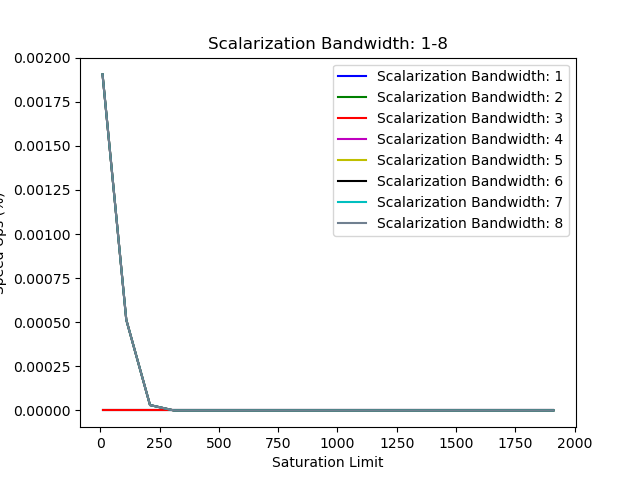 Scalarization Bandwidth: 1-8
0.00200
0.00175
0.00150
0.00125
0.00100
0.00075
0.00050
0.00025
0.00000
Scalarization Bandwidth: 1
Scalarization Bandwidth: 2
Scalarization Bandwidth: 3
Scalarization Bandwidth: 4
Scalarization Bandwidth: 5
Scalarization Bandwidth: 6
Scalarization Bandwidth: 7
Scalarization Bandwidth: 8
0 250 500 750 1000 1250 1500 1750 2000
Saturation Limit